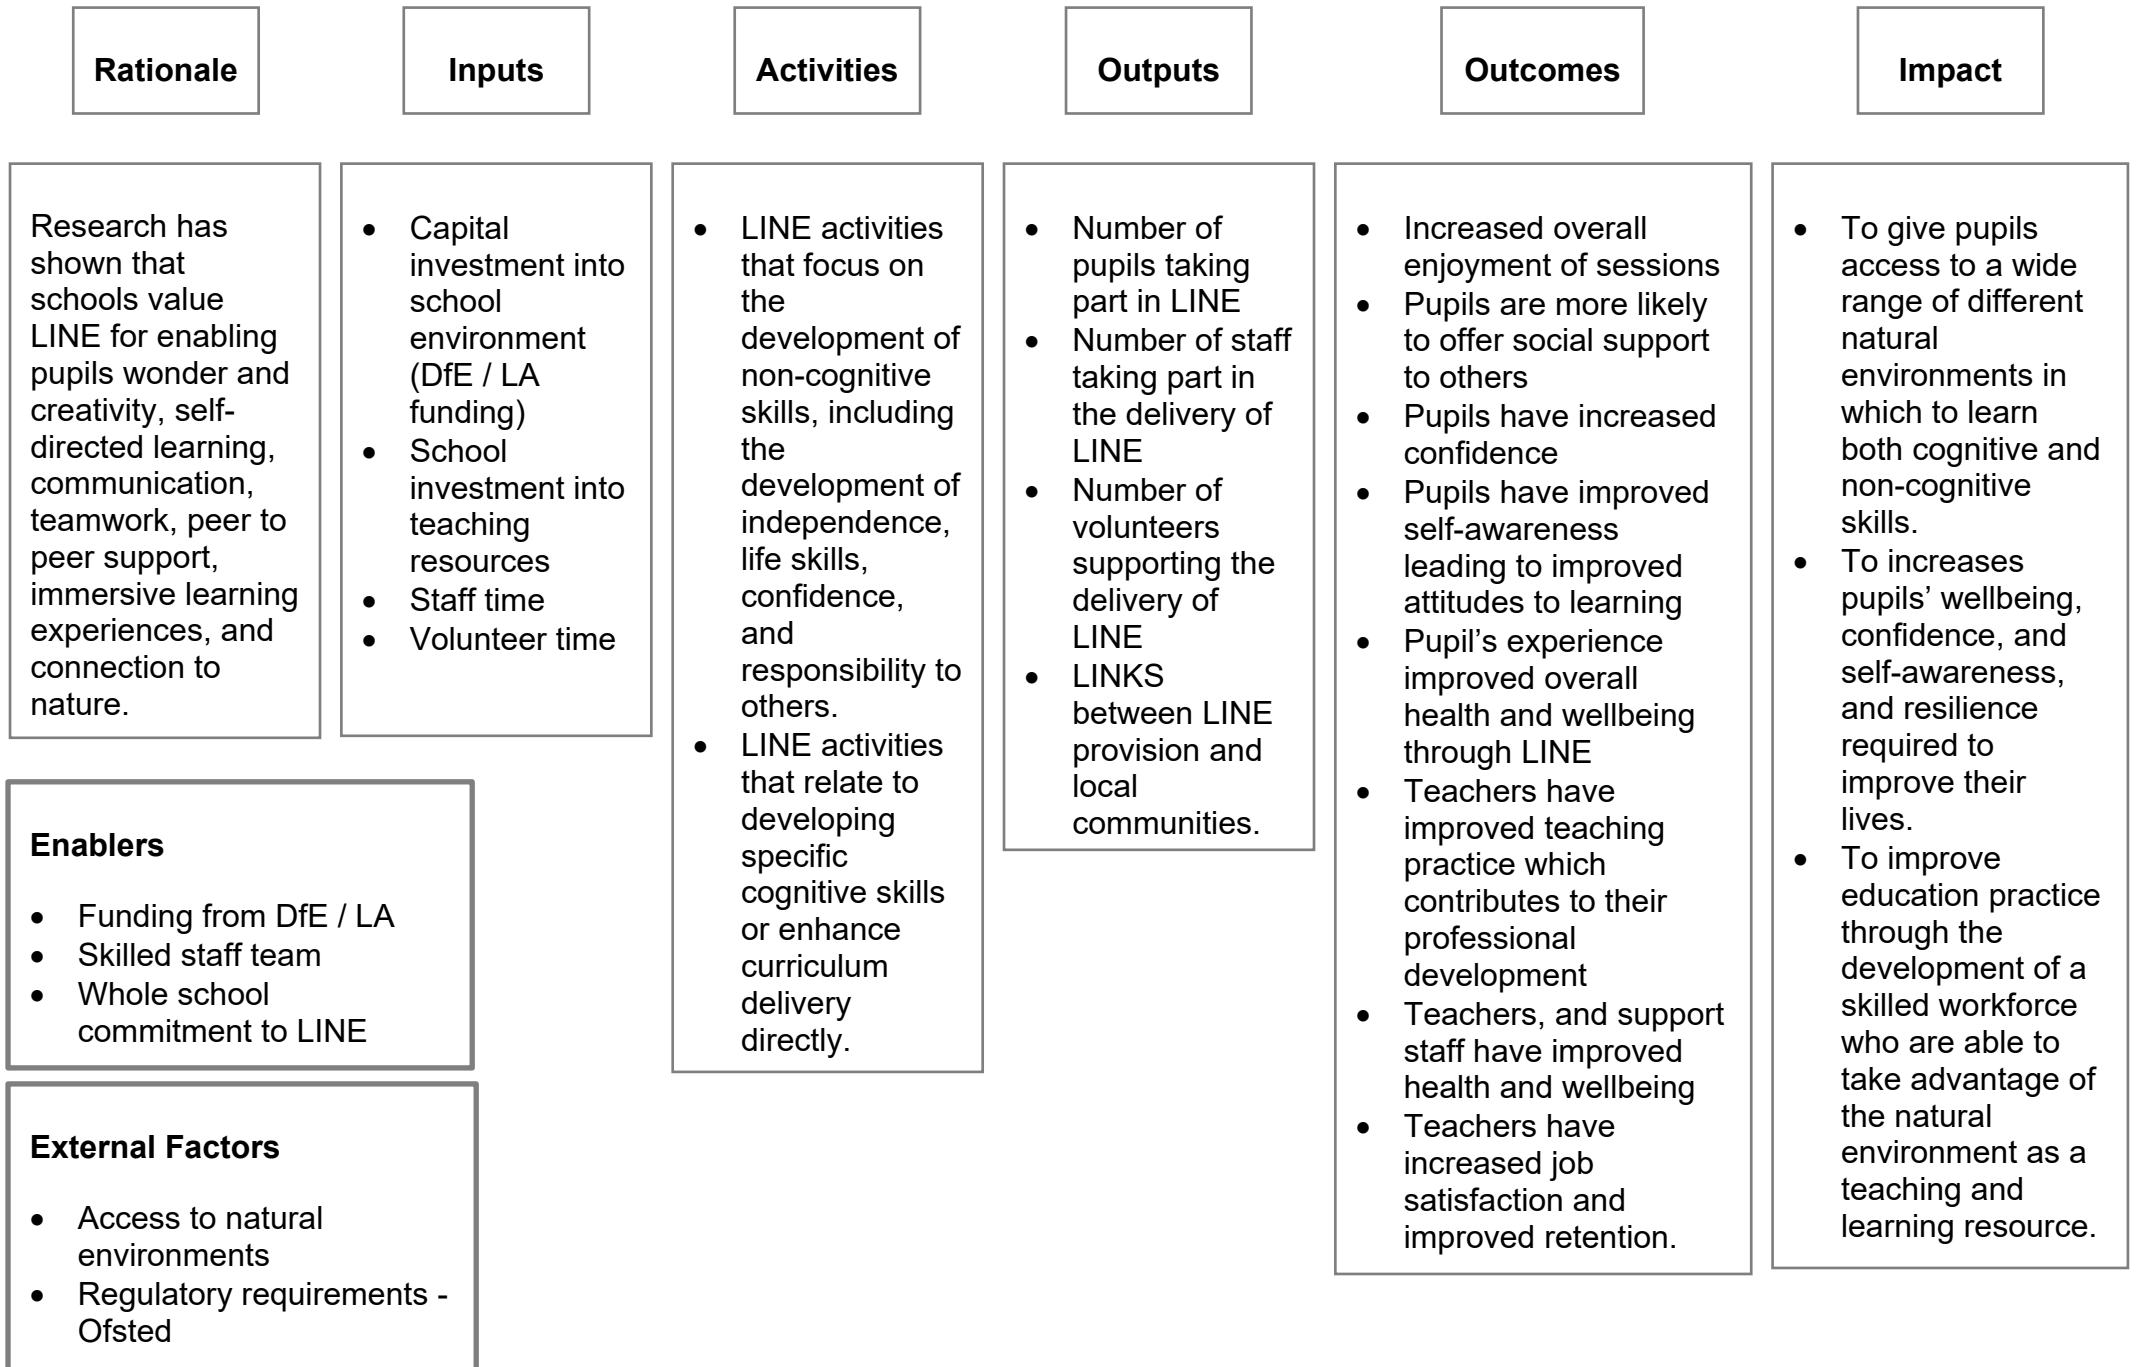 Rationale
Inputs
Activities
Outputs
Outcomes
Impact
Research has
shown that
schools value
LINE for enabling
pupils wonder and
creativity, self-
directed learning,
communication,
teamwork, peer to
peer support,
immersive learning
experiences, and
connection to
nature.
• Capital
investment into
school
environment
(DfE / LA
funding)
• School
investment into
teaching
resources
• Staff time
• Volunteer time
• LINE activities
that focus on
the
development of
non-cognitive
skills, including
the
development of
independence,
life skills,
confidence,
and
responsibility to
others.
• LINE activities
that relate to
developing
specific
cognitive skills
or enhance
curriculum
delivery
directly.
• Number of
pupils taking
part in LINE
• Number of staff
taking part in
the delivery of
LINE
• Number of
volunteers
supporting the
delivery of
LINE
• LINKS
between LINE
provision and
local
communities.
• Increased overall
enjoyment of sessions
• Pupils are more likely
to offer social support
to others
• Pupils have increased
confidence
• Pupils have improved
self-awareness
leading to improved
attitudes to learning
• Pupil’s experience
improved overall
health and wellbeing
through LINE
• Teachers have
improved teaching
practice which
contributes to their
professional
development
• Teachers, and support
staff have improved
health and wellbeing
• Teachers have
increased job
satisfaction and
improved retention.
• To give pupils
access to a wide
range of different
natural
environments in
which to learn
both cognitive and
non-cognitive
skills.
• To increases
pupils’ wellbeing,
confidence, and
self-awareness,
and resilience
required to
improve their
lives.
• To improve
education practice
through the
development of a
skilled workforce
who are able to
take advantage of
the natural
environment as a
teaching and
learning resource.
Enablers
• Funding from DfE / LA
• Skilled staff team
• Whole school
commitment to LINE
External Factors
• Access to natural
environments
• Regulatory requirements -
Ofsted